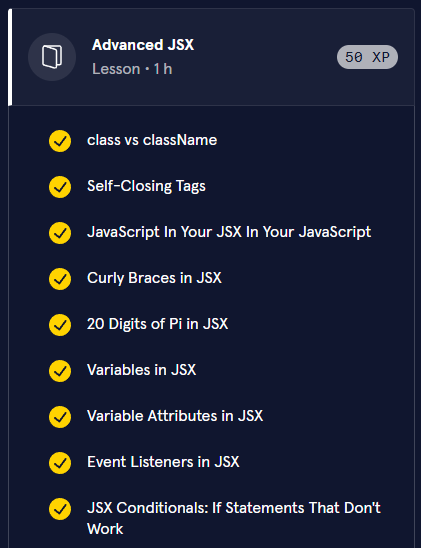 Advanced JSX
Lesson • 1 h
50 XP
class vs className
Self-Closing Tags
JavaScript In Your JSX In Your JavaScript
Curly Braces in JSX
20 Digits of Pi in JSX
Variables in JSX
Variable Attributes in JSX
Event Listeners in JSX
JSX Conditionals: If Statements That Don't
Work